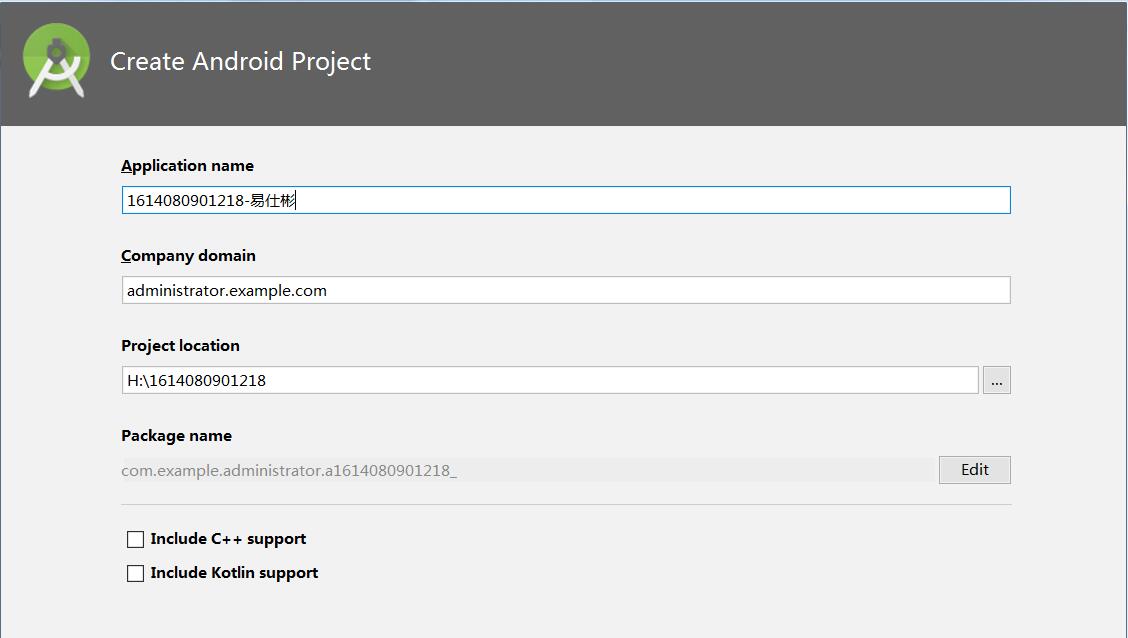 Create Android Project
Application name
1614080901218-易仕彬
Company domain
administrator.example.com
Project location
H:\1614080901218
...
Package name
com.example.administrator.a1614080901218_
Edit
Include C++ support
Include Kotlin support